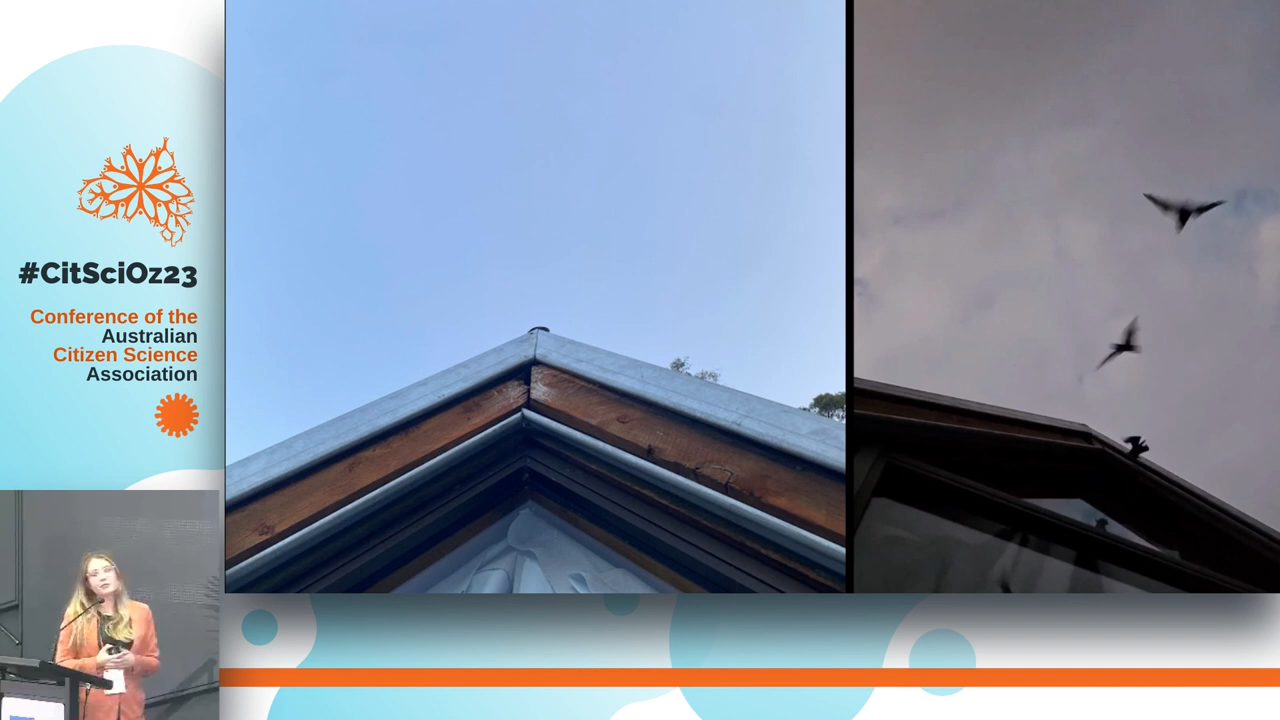 #CitSciOz23
Conference of the
Australian
Citizen Science
Association